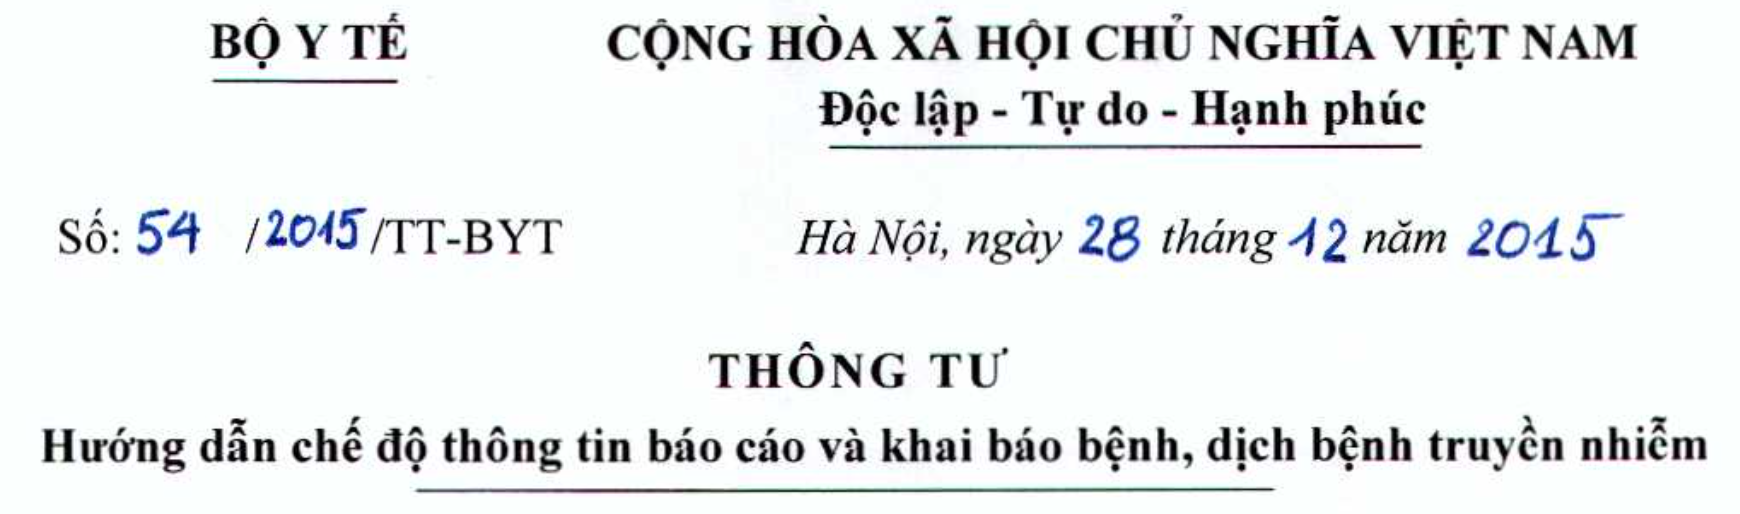 BỘ Y TẾ
CỘNG HÒA XÃ HỘI CHỦ NGHĨA VIỆT NAM
Độc lập - Tự do - Hạnh phúc
Số: 54 /2015/TT-BYT
Hà Nội, ngày 28 tháng 12 năm 2015
THÔNG TƯ
Hướng dẫn chế độ thông tin báo cáo và khai báo bệnh, dịch bệnh truyền nhiễm